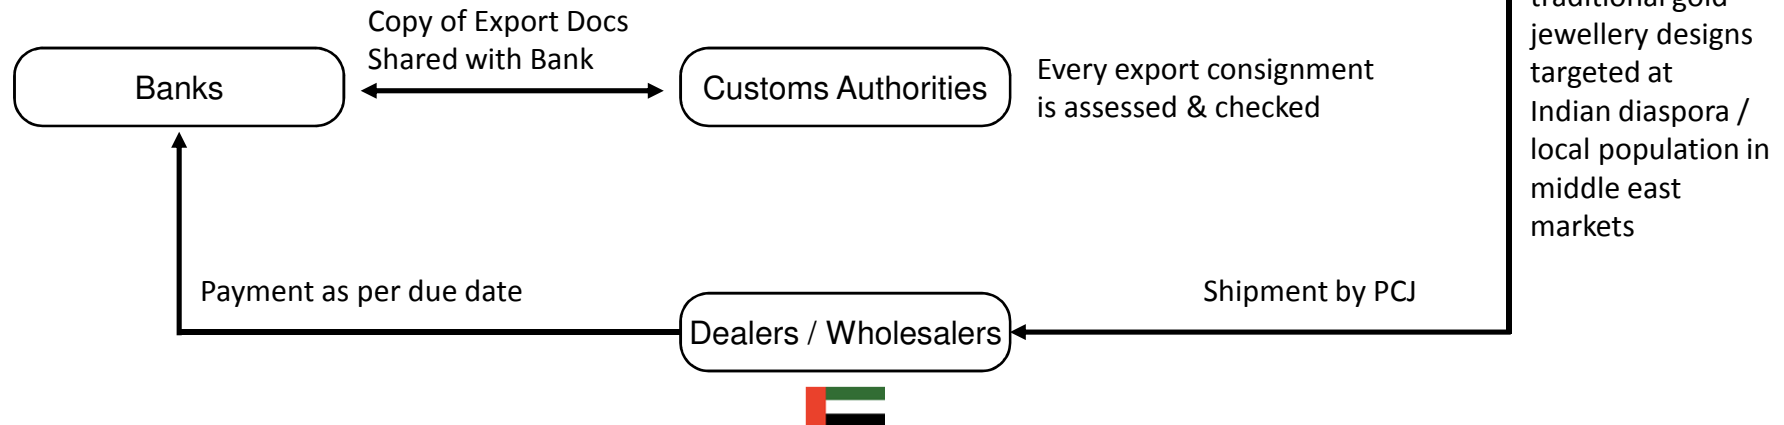 Copy of Export Docs
Shared with Bank
Banks
Customs Authorities
Every export consignment
is assessed & checked
traditional gold
jewellery designs
targeted at
Indian diaspora /
local population in
middle east
markets
Payment as per due date
Shipment by PCJ
Dealers / Wholesalers